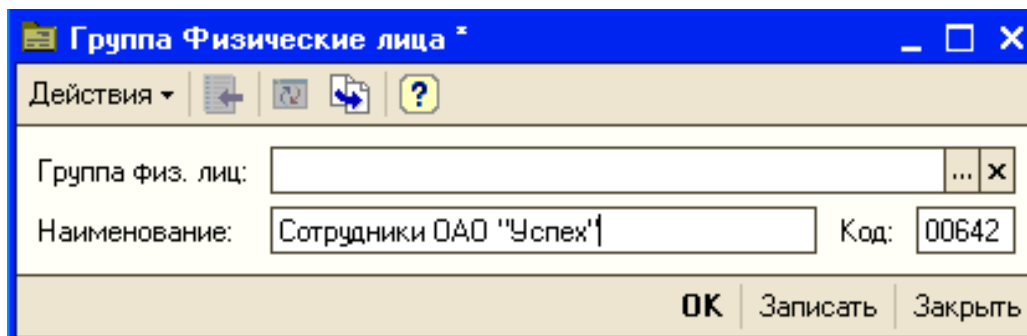 Группа Физические лица *
Действия
Группа физ. лиц:
Наименование: Сотрудники ОАО "Успех" Код: 00642
OK Записать Закрыть